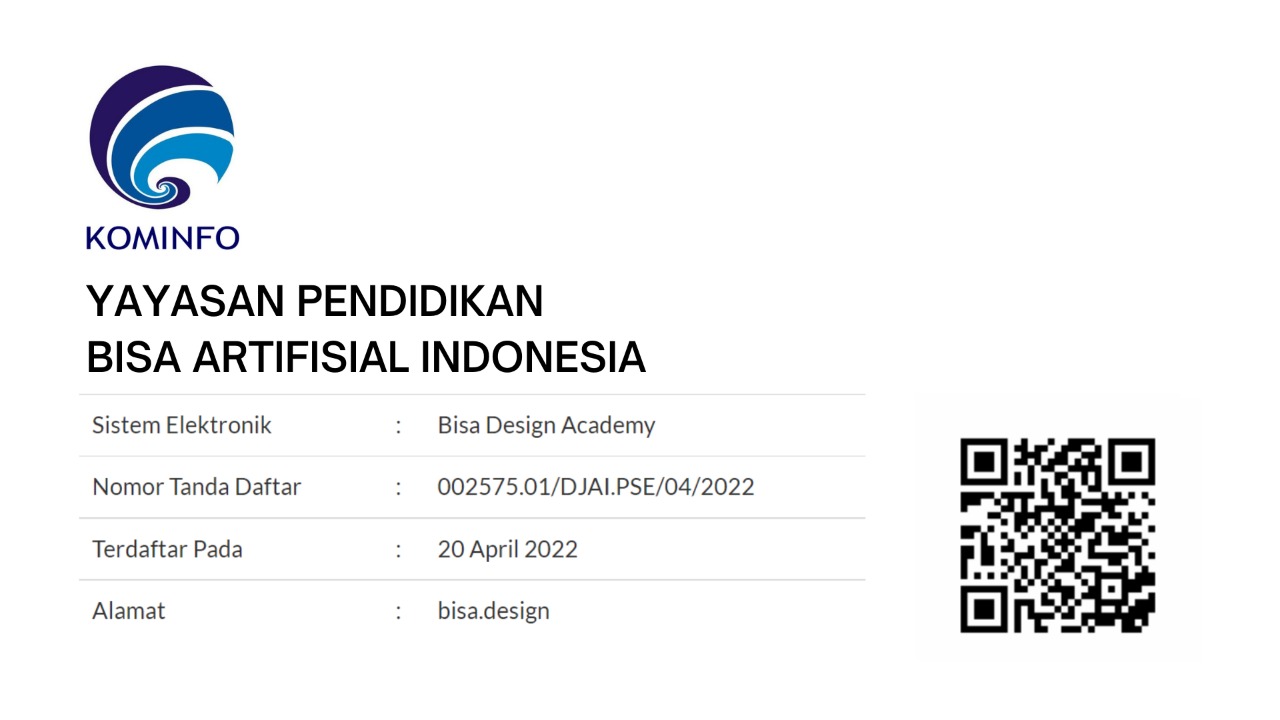 KOMINFO
YAYASAN PENDIDIKAN
BISA ARTIFISIAL INDONESIA
Sistem Elektronik : Bisa Design Academy
Nomor Tanda Daftar : 002575.01/DJAI.PSE/04/2022
Terdaftar Pada : 20 April 2022
Alamat : bisa.design